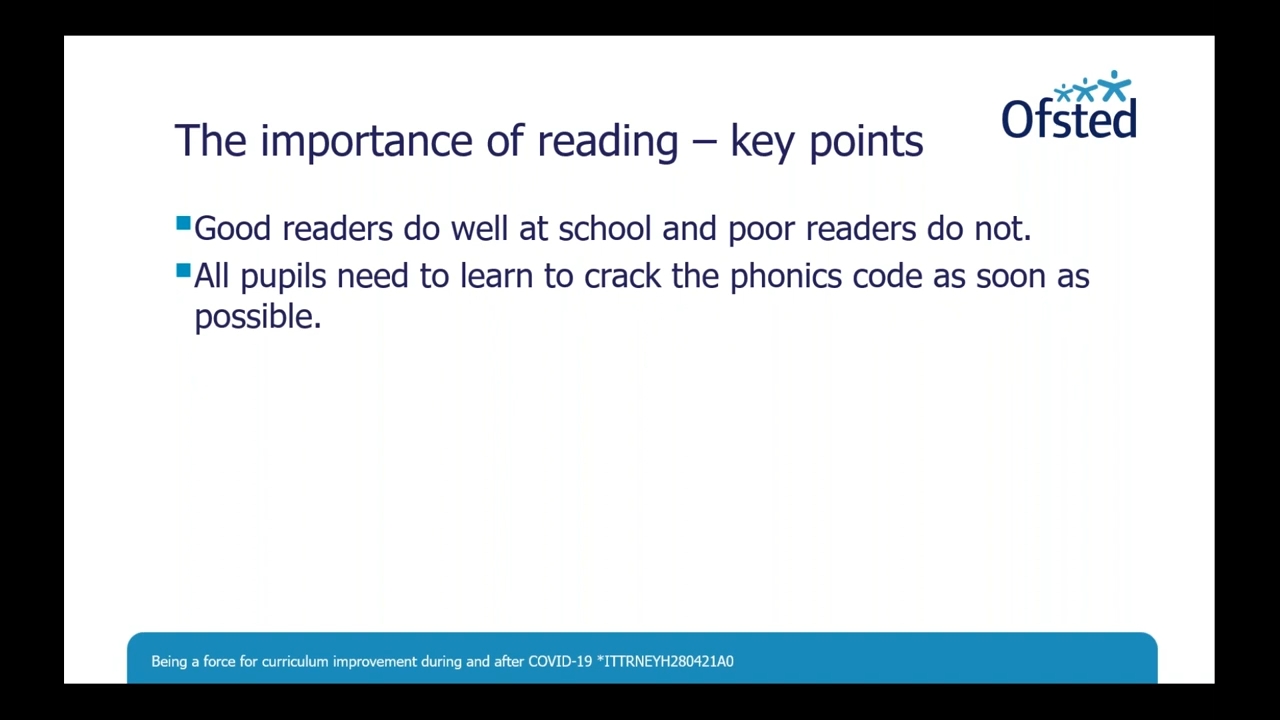 Ofsted
The importance of reading – key points
Good readers do well at school and poor readers do not.
All pupils need to learn to crack the phonics code as soon as
possible.
Being a force for curriculum improvement during and after COVID-19 *ITTRNEYH280421A0